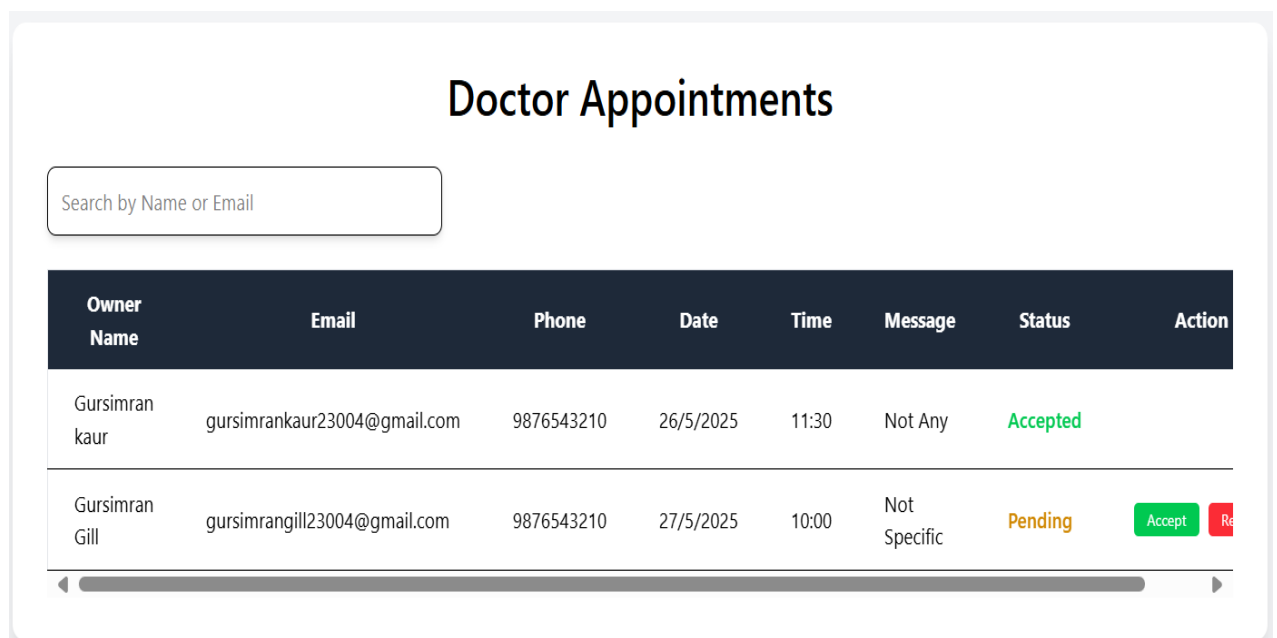 Doctor Appointments
Search by Name or Email
Owner Name Email Phone Date Time Message Status Action
Gursimran kaur gursimrankaur23004@gmail.com 9876543210 26/5/2025 11:30 Not Any Accepted
Gursimran Gill gursimrangill23004@gmail.com 9876543210 27/5/2025 10:00 Not Specific Pending Accept